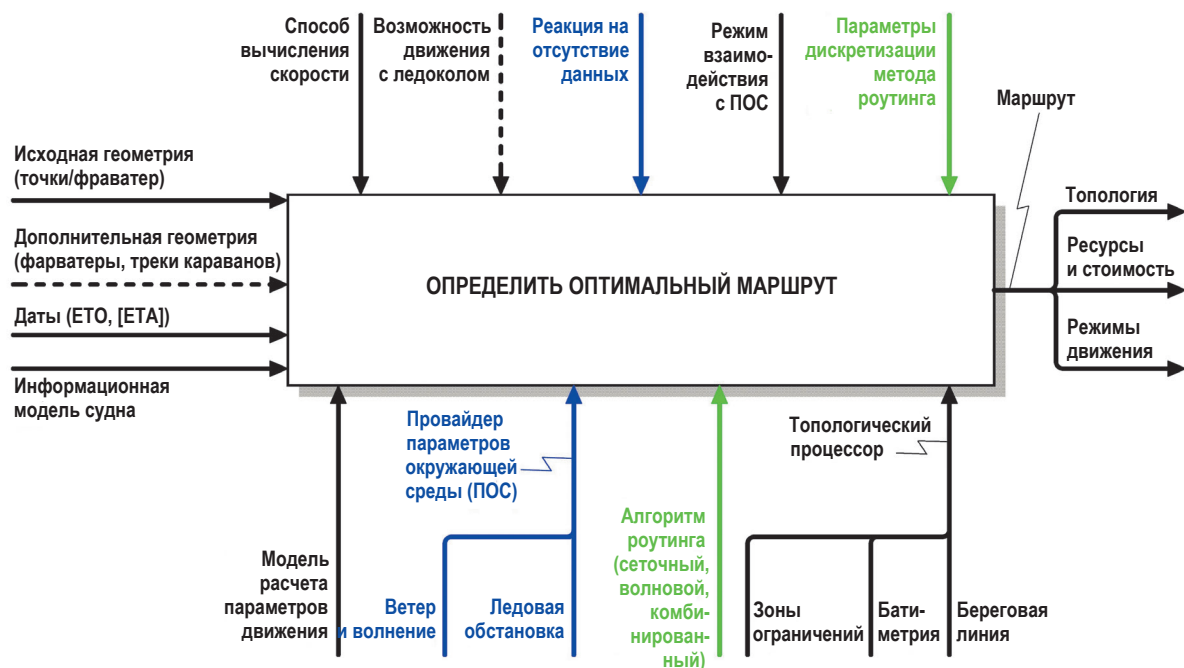 Способ
вычисления
скорости
Возможность
движения
с ледоколом
Реакция на
отсутствие
данных
Режим
взаимо-
действия
с ПОС
Параметры
дискретизации
метода
роутинга
Маршрут
Исходная геометрия
(точки/фраватер)
Дополнительная геометрия
(фарватеры, треки караванов)
Даты (ETO, [ETA])
Информационная
модель судна
ОПРЕДЕЛИТЬ ОПТИМАЛЬНЫЙ МАРШРУТ
Топология
Ресурсы
и стоимость
Режимы
движения
Модель
расчета
параметров
движения
Провайдер
параметров
окружающей
среды (ПОС)
Ветер
и волнение
Ледовая
обстановка
Алгоритм
роутинга
(сеточный,
волновой,
комби-
нирован-
ный)
Топологический
процессор
Зоны
ограничений
Бати-
метрия
Береговая
линия